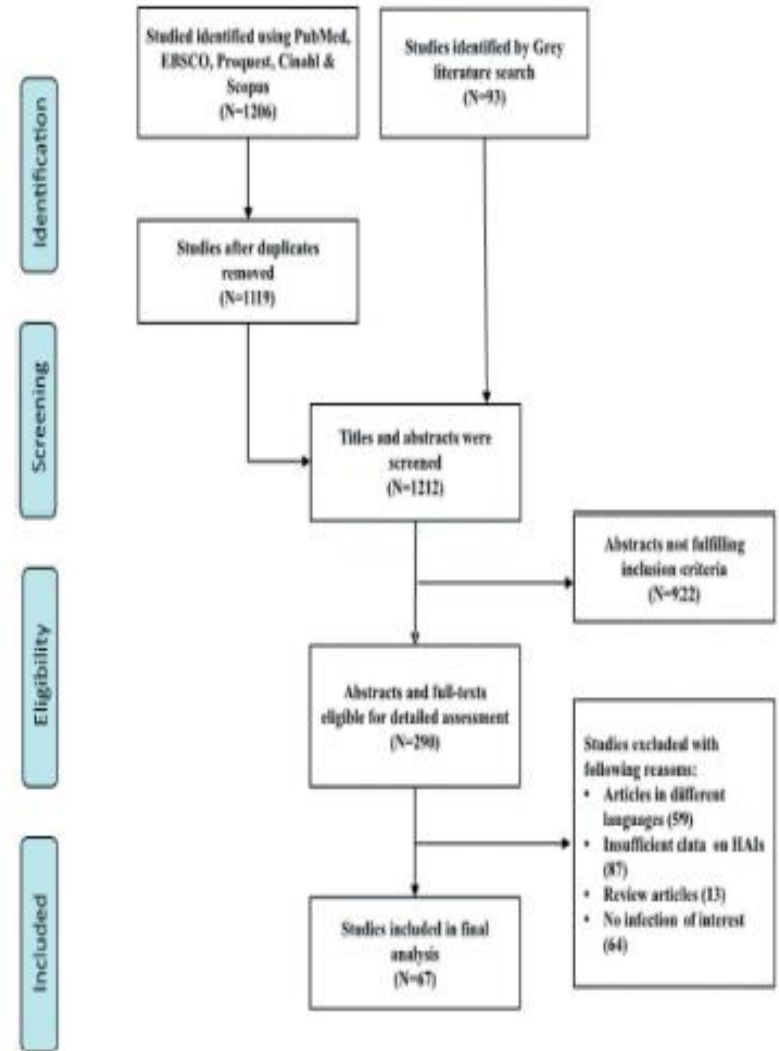 Identification
Studied identified using PubMed,
EBSCO, Proquest, Cinahl &
Scopus
(N=1206)
Studies identified by Grey
literature search
(N=93)
Studies after duplicates
removed
(N=1119)
Screening
Titles and abstracts were
screened
(N=1212)
Abstracts not fulfilling
inclusion criteria
(N=922)
Eligibility
Abstracts and full-texts
eligible for detailed assessment
(N=290)
Studies excluded with
following reasons:
• Articles in different
languages (59)
• Insufficient data on HAIs
(87)
• Review articles (13)
• No infection of interest
(64)
Included
Studies included in final
analysis
(N=67)